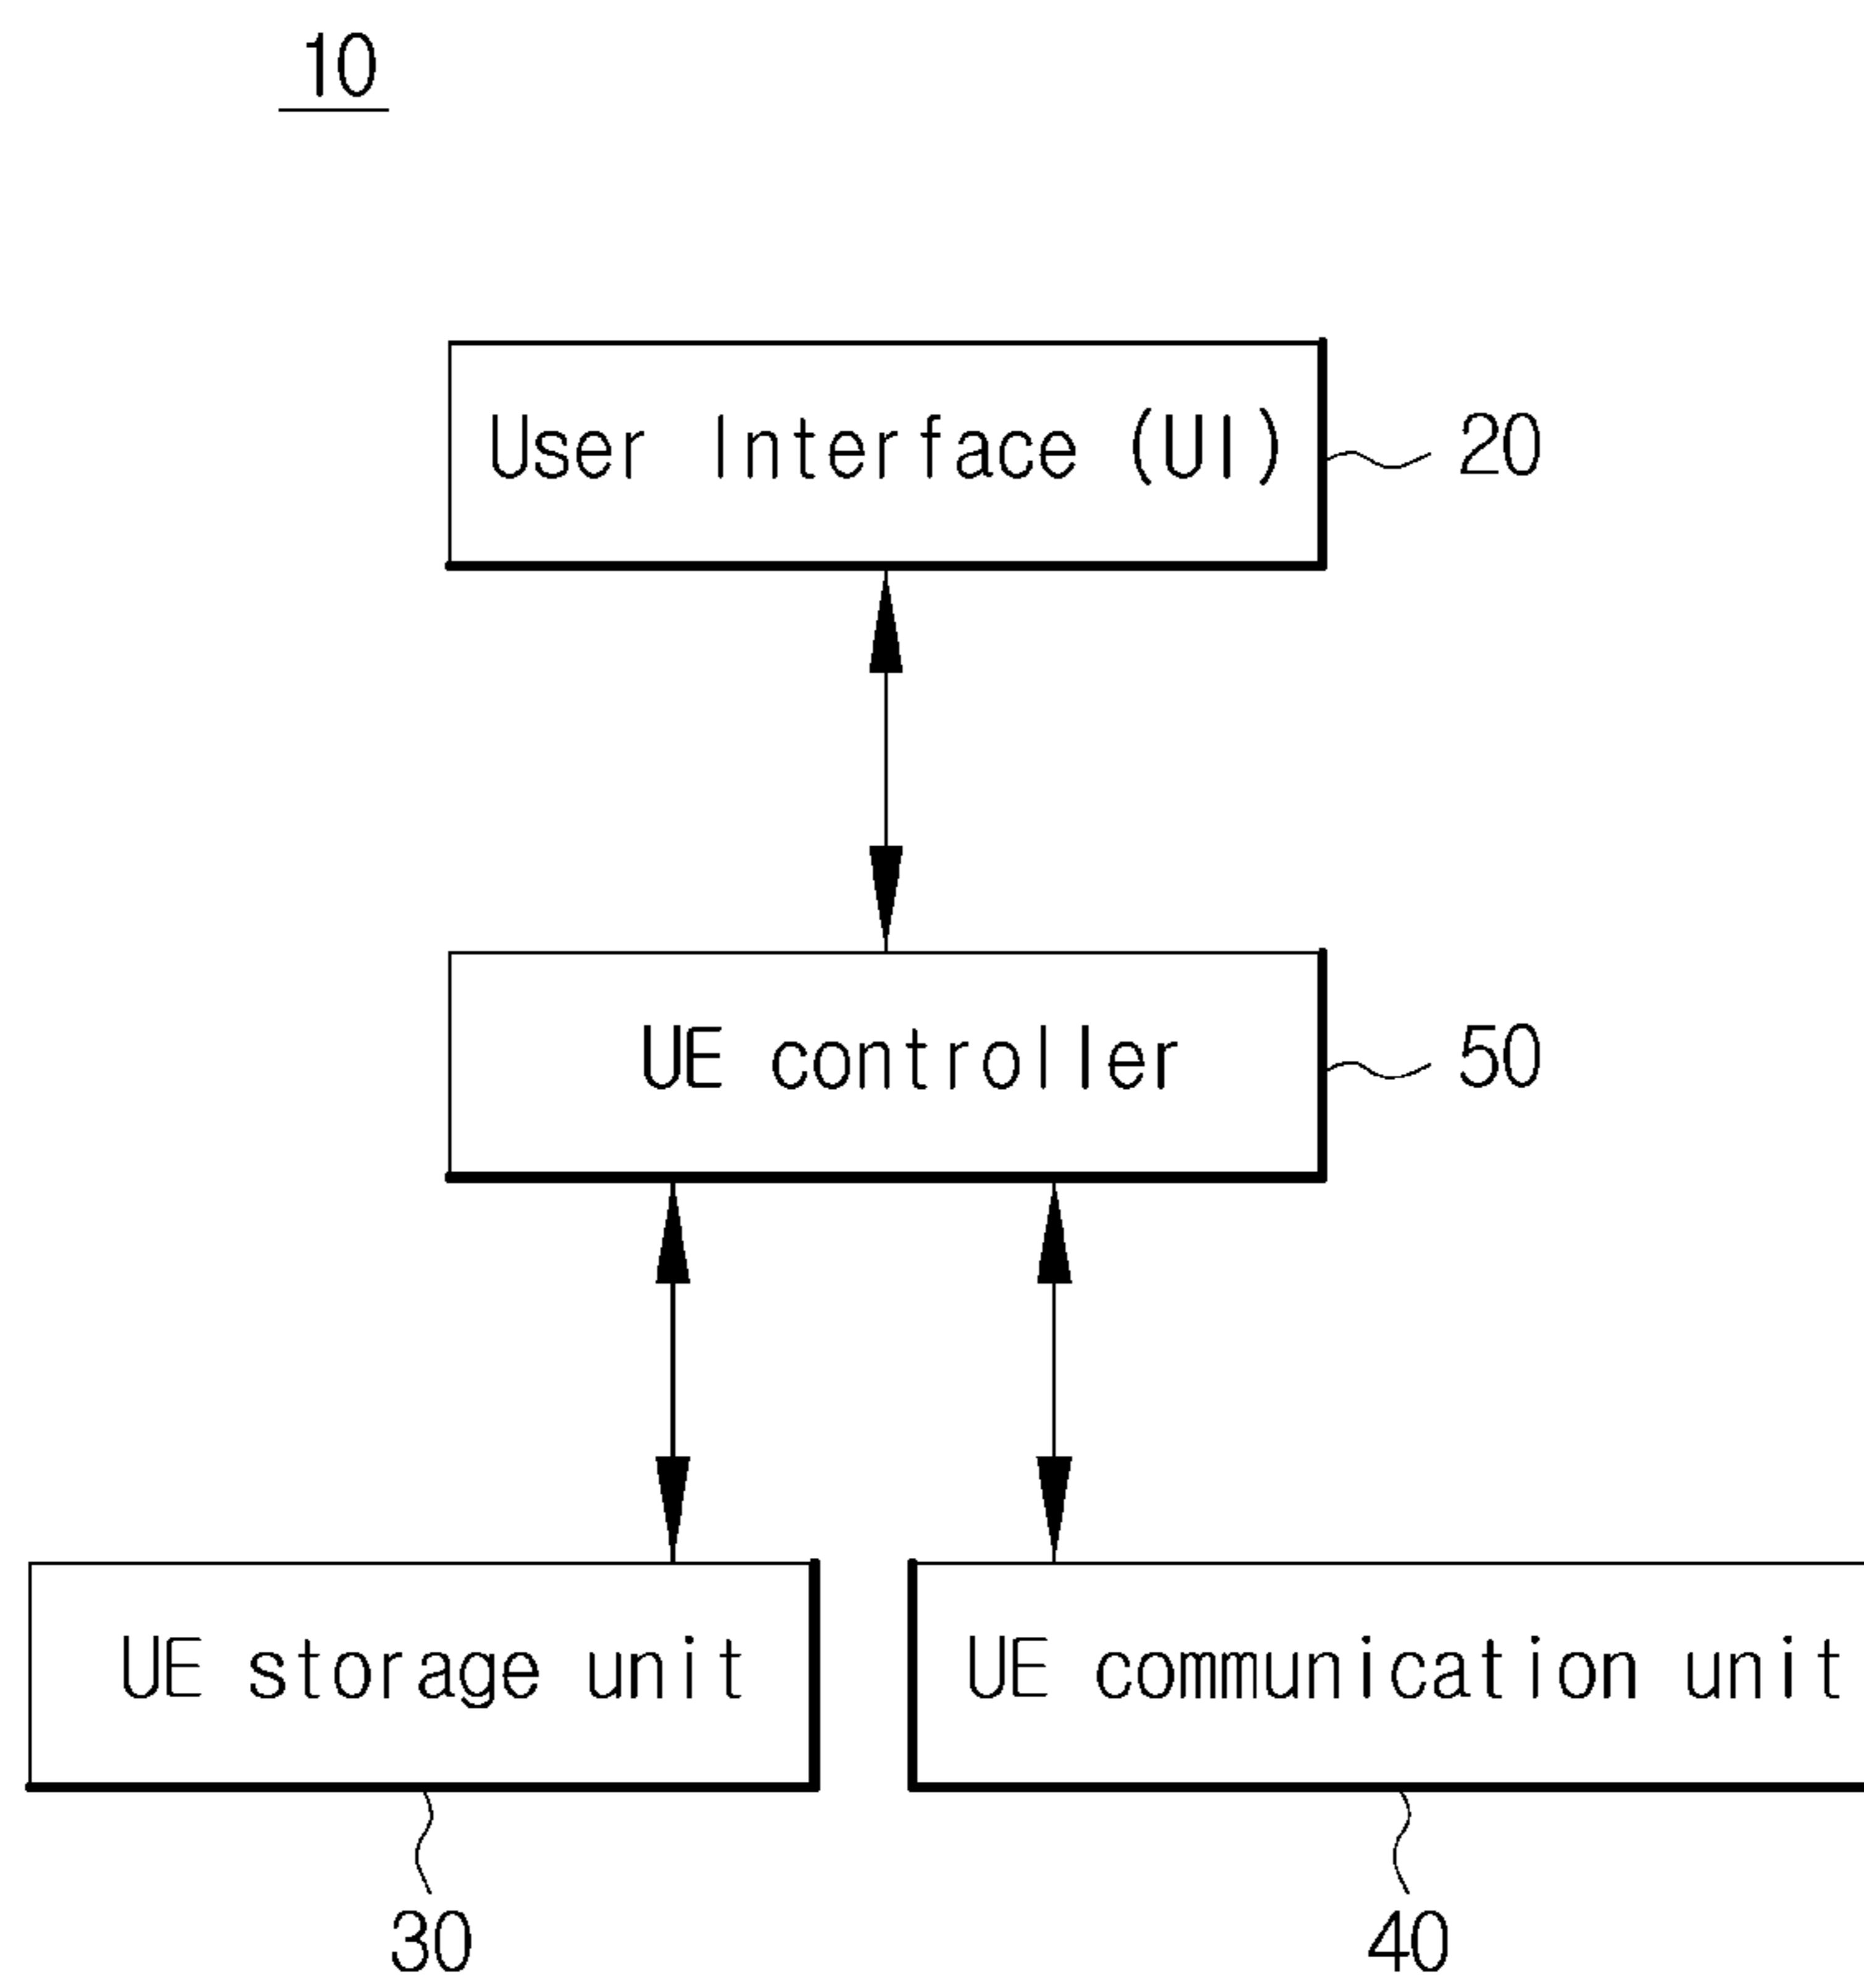 10
User Interface (UI)
20
UE controller
50
UE storage unit
UE communication unit
30
40